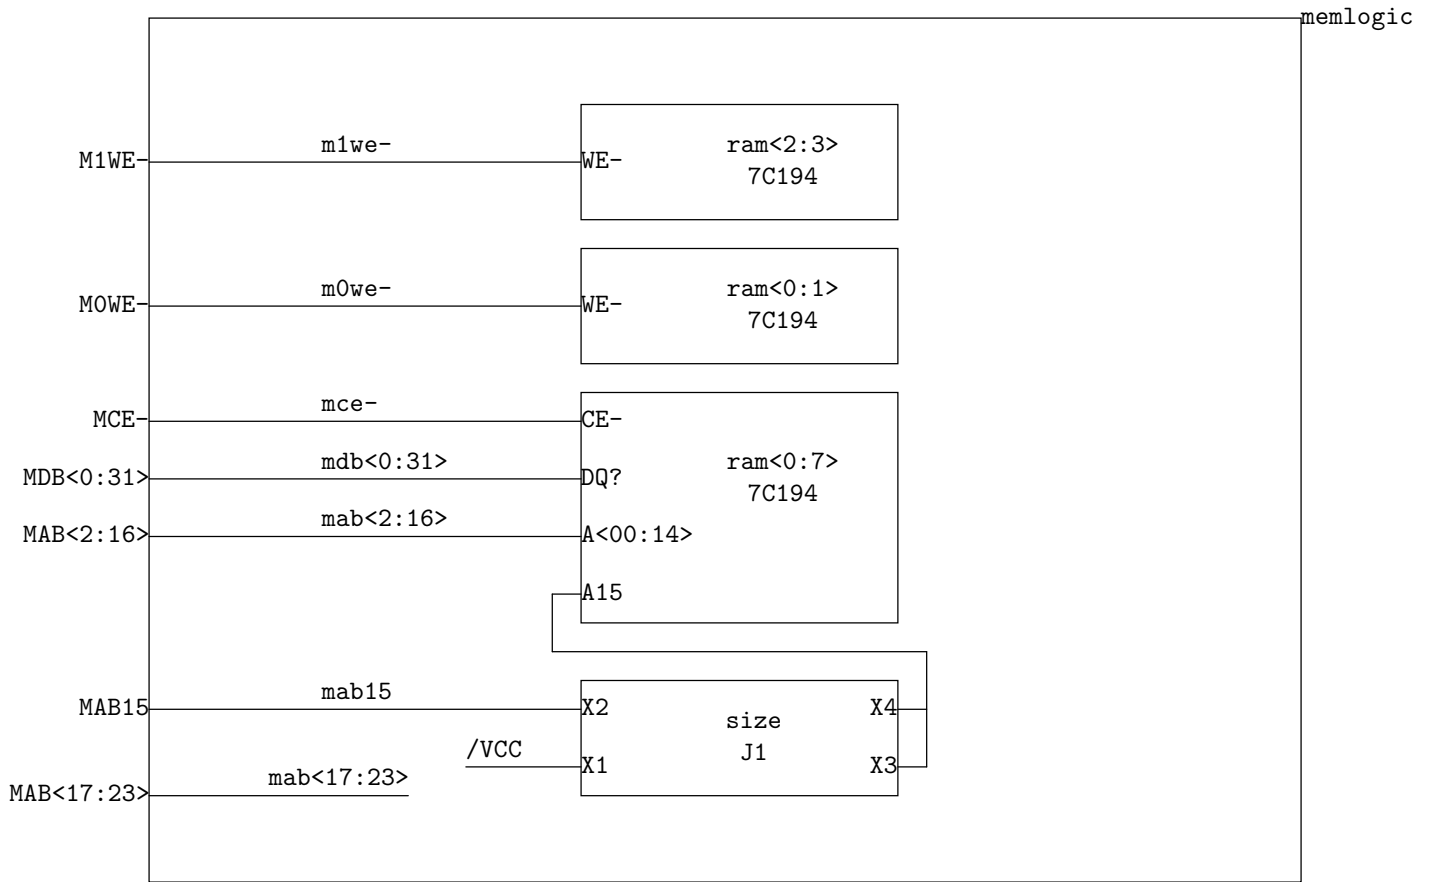 memlogic
m1we-
M1WE-
WE-
ram<2:3>
7C194
m0we-
M0WE-
WE-
ram<0:1>
7C194
mce-
MCE-
CE-
mdb<0:31>
MDB<0:31>
DQ?
ram<0:7>
7C194
mab<2:16>
MAB<2:16>
A<00:14>
A15
mab15
MAB15
X2
X4
size
J1
/VCC
X1
X3
mab<17:23>
MAB<17:23>